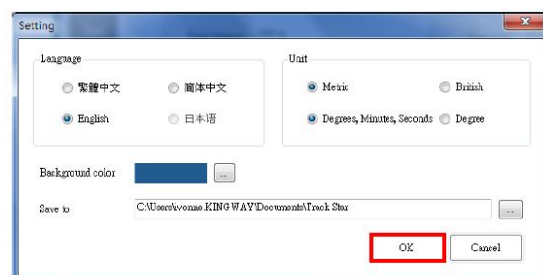 Setting
Language
Unit
繁體中文
简体中文
Metric
British
English
日本语
Degrees, Minutes, Seconds
Degree
Background color
...
Save to
C:\Users\ivonne.KINGWAY\Documents\Track Star
...
OK
Cancel